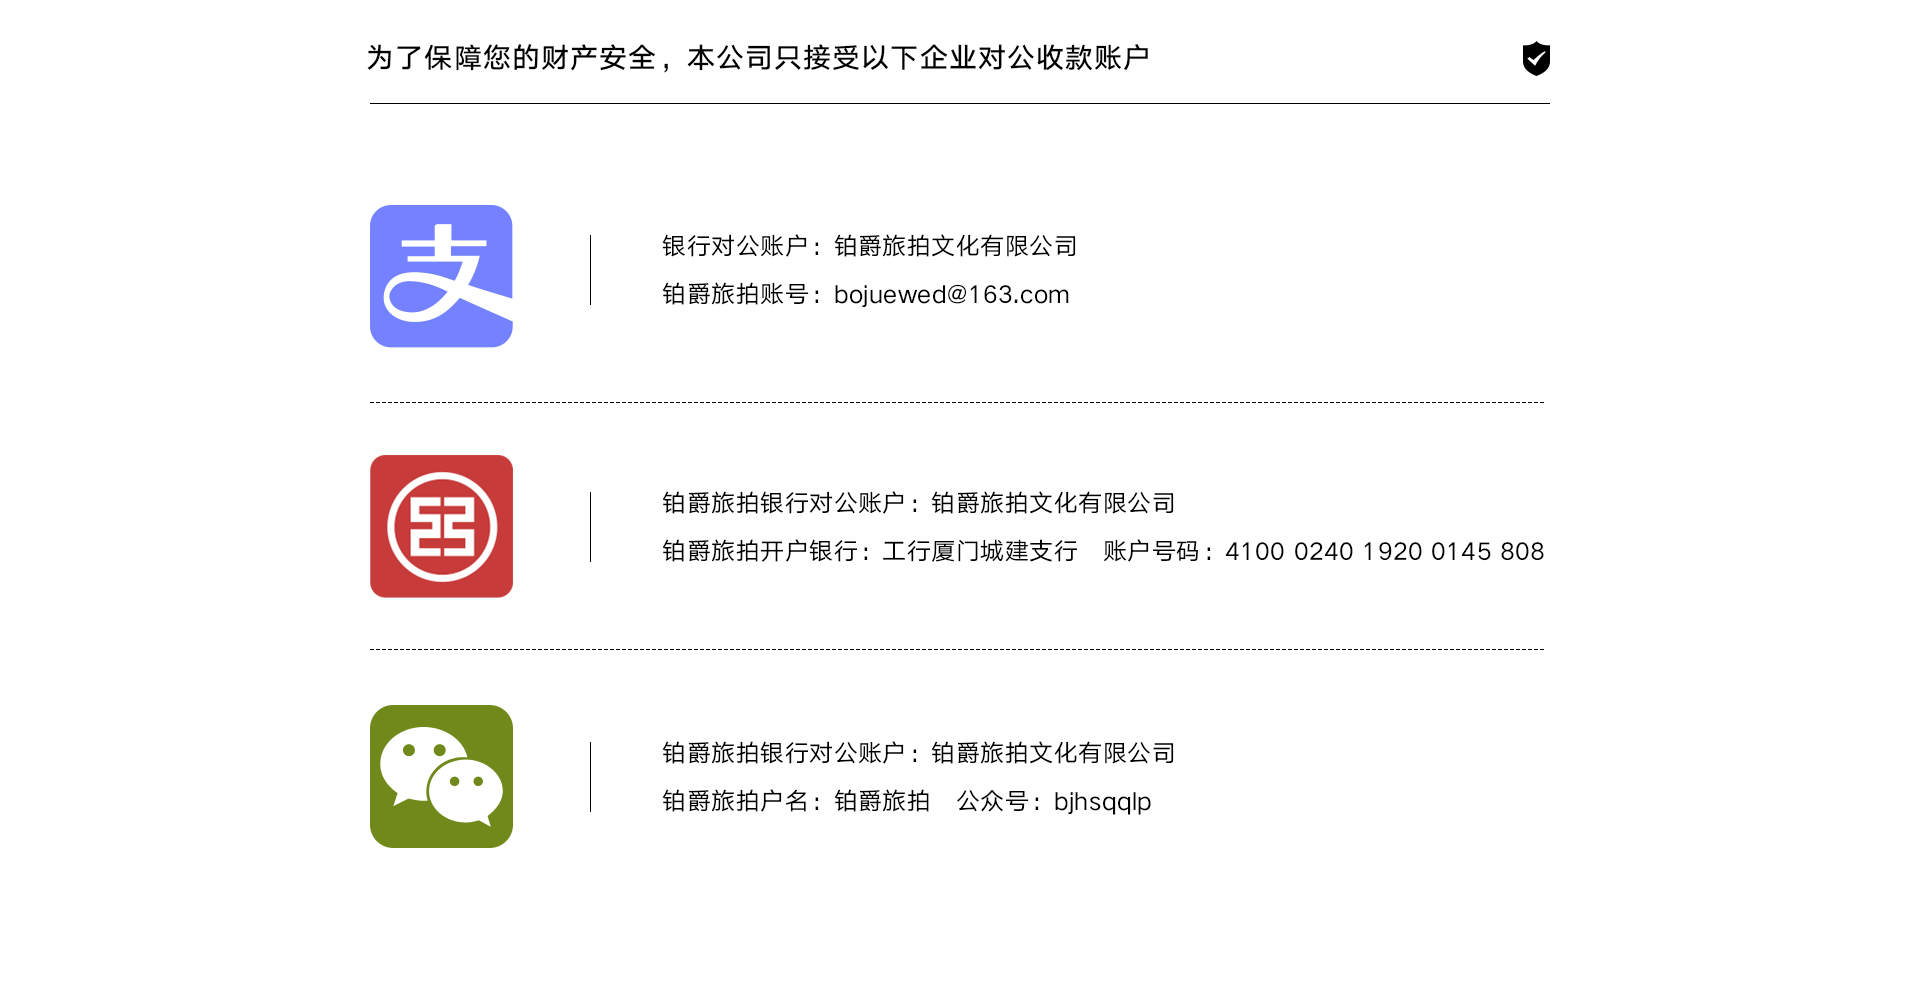 为了保障您的财产安全，本公司只接受以下企业对公收款账户
支
银行对公账户：铂爵旅拍文化有限公司
铂爵旅拍账号：bojuewed@163.com
铂爵旅拍银行对公账户：铂爵旅拍文化有限公司
铂爵旅拍开户银行：工行厦门城建支行　账户号码：4100 0240 1920 0145 808
铂爵旅拍银行对公账户：铂爵旅拍文化有限公司
铂爵旅拍户名：铂爵旅拍　公众号：bjhsqqlp